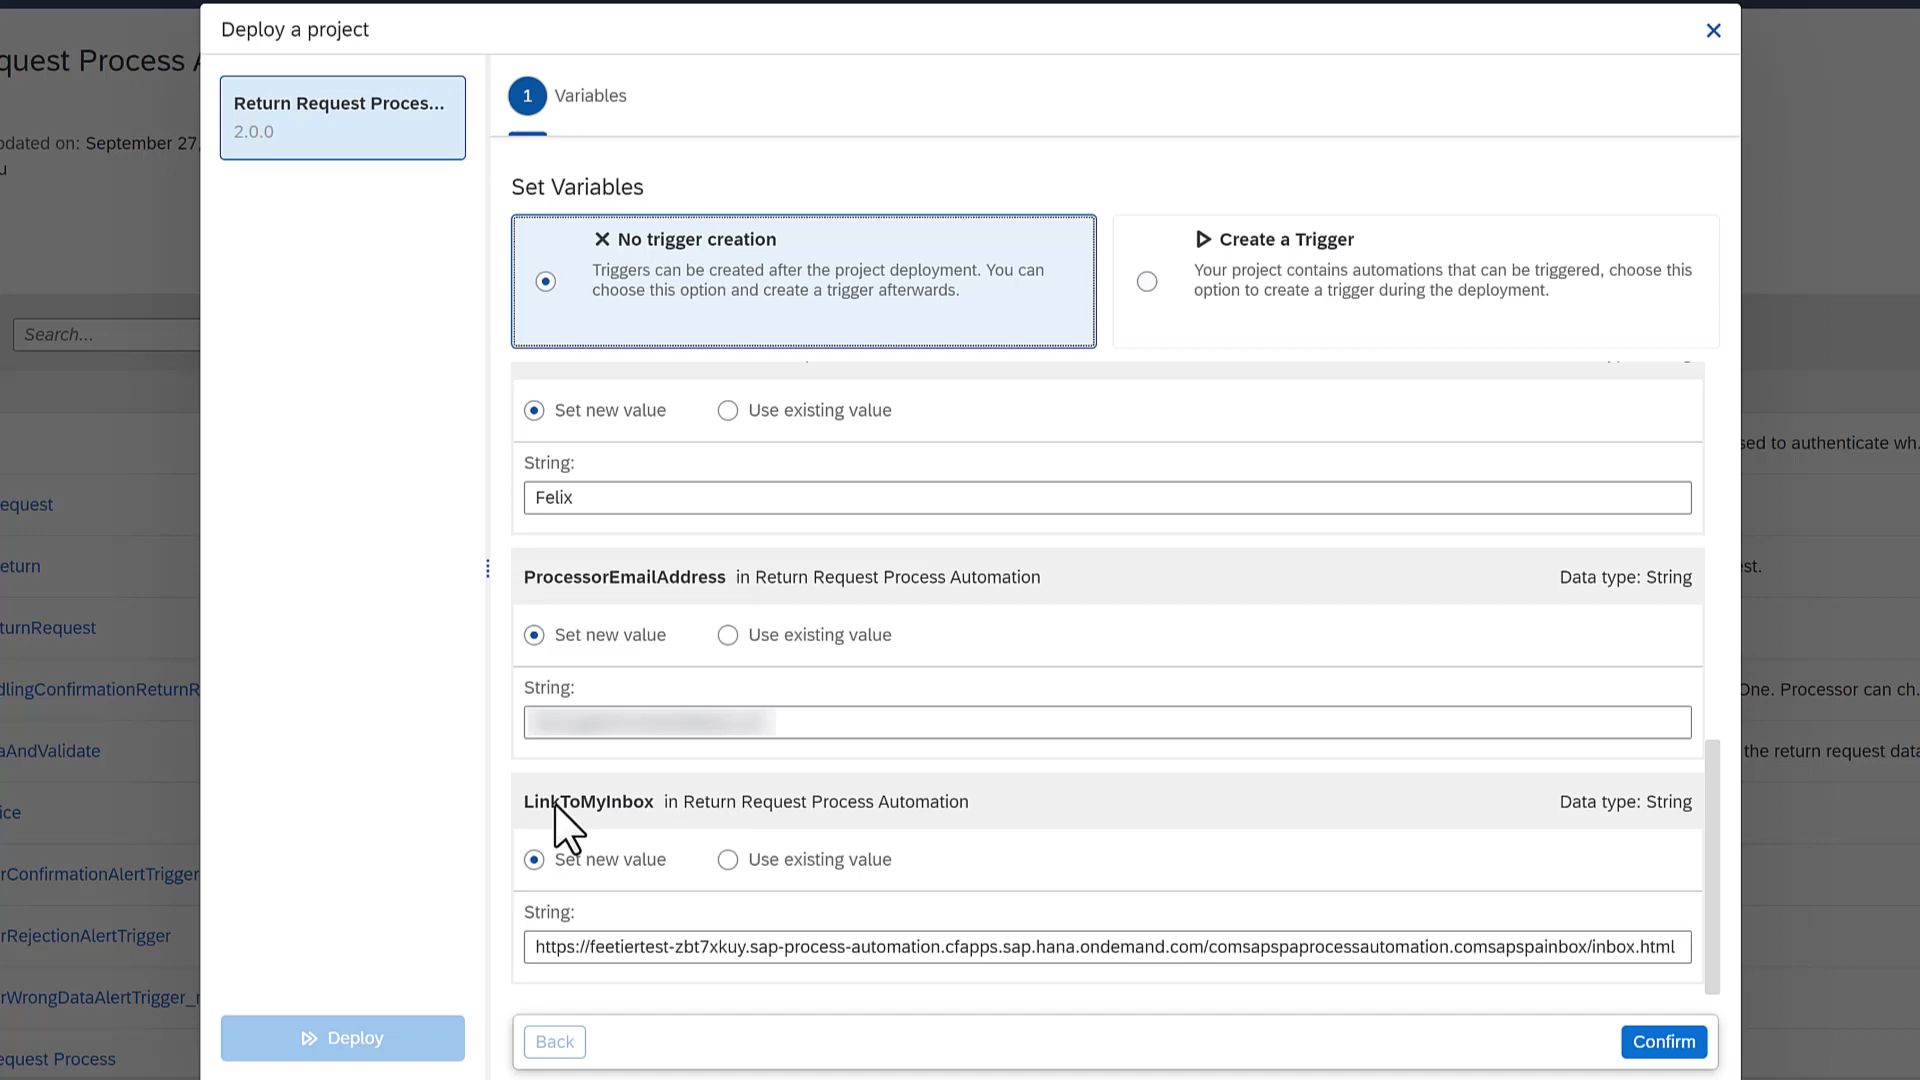 Deploy a project
quest Process A
Return Request Proces...
2.0.0
1 Variables
pdated on: September 27,
u
Set Variables
No trigger creation
Triggers can be created after the project deployment. You can
choose this option and create a trigger afterwards.
Create a Trigger
Your project contains automations that can be triggered, choose this
option to create a trigger during the deployment.
Search...
Set new value Use existing value
sed to authenticate wh...
String:
Felix
equest
eturn
ProcessorEmailAddress in Return Request Process Automation Data type: String
est.
turnRequest
Set new value Use existing value
String:
dlingConfirmationReturnR
One. Processor can ch...
aAndValidate
the return request data
LinkToMyInbox in Return Request Process Automation Data type: String
ice
Set new value Use existing value
rConfirmationAlertTrigger
String:
rRejectionAlertTrigger
https://feetiertest-zbt7xkuy.sap-process-automation.cfapps.sap.hana.ondemand.com/comsapspaprocessautomation.comsapspainbox/inbox.html
rWrongDataAlertTrigger_r
Deploy
Back
Confirm
equest Process